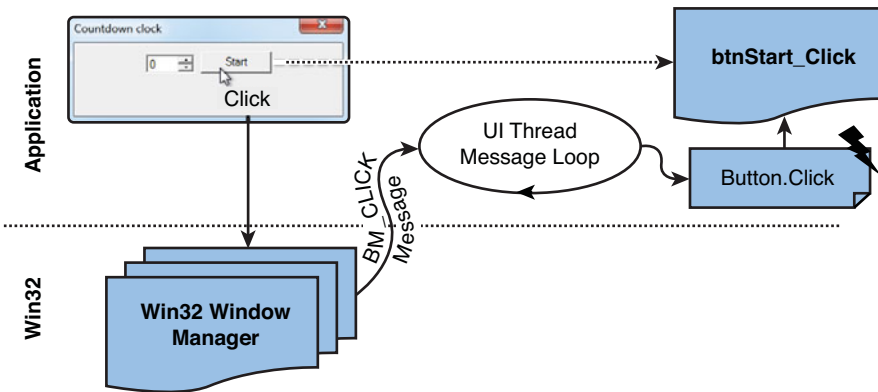 Countdown clock
0
Start
Click
btnStart_Click
Application
UI Thread
Message Loop
Button.Click
BM_CLICK
Message
Win32
Win32 Window
Manager